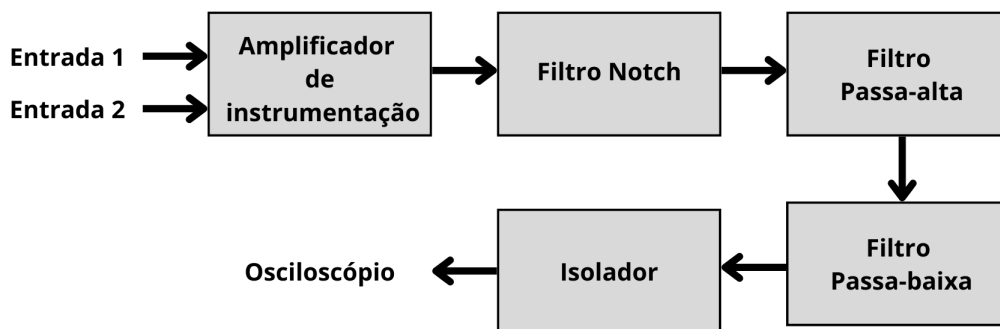 Entrada 1
Entrada 2
Amplificador
de
instrumentação
Filtro Notch
Filtro
Passa-alta
Filtro
Passa-baixa
Isolador
Osciloscópio